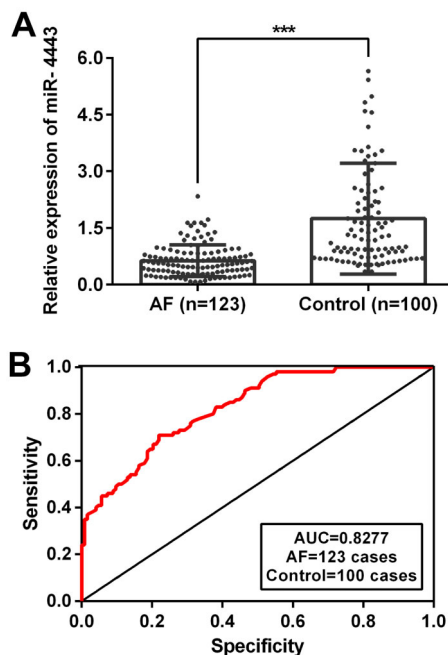 A
***
Relative expression of miR- 4443
6.0
4.5
3.0
1.5
0.0
AF (n=123)
Control (n=100)
B
Sensitivity
1.0
0.8
0.6
0.4
0.2
0.0
AUC=0.8277
AF=123 cases
Control=100 cases
0.0 0.2 0.4 0.6 0.8 1.0
Specificity